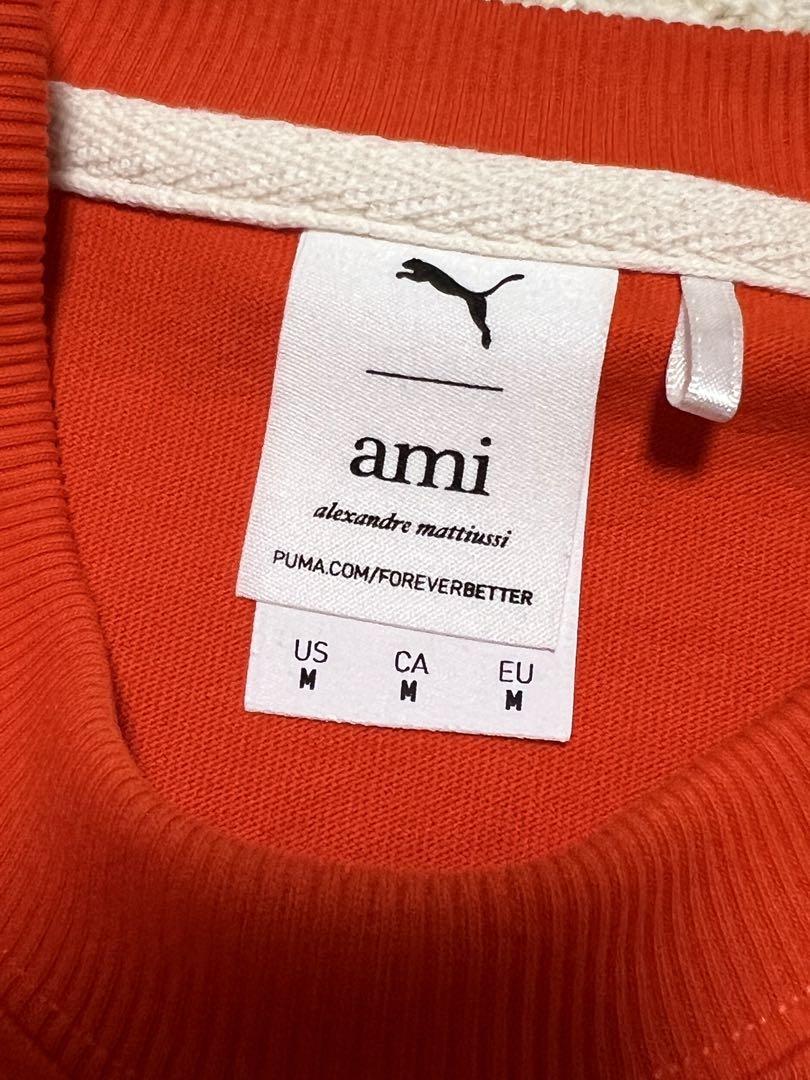 ami
alexandre mattiussi
PUMA.COM/FOREVERBETTER
US CA EU
M M M